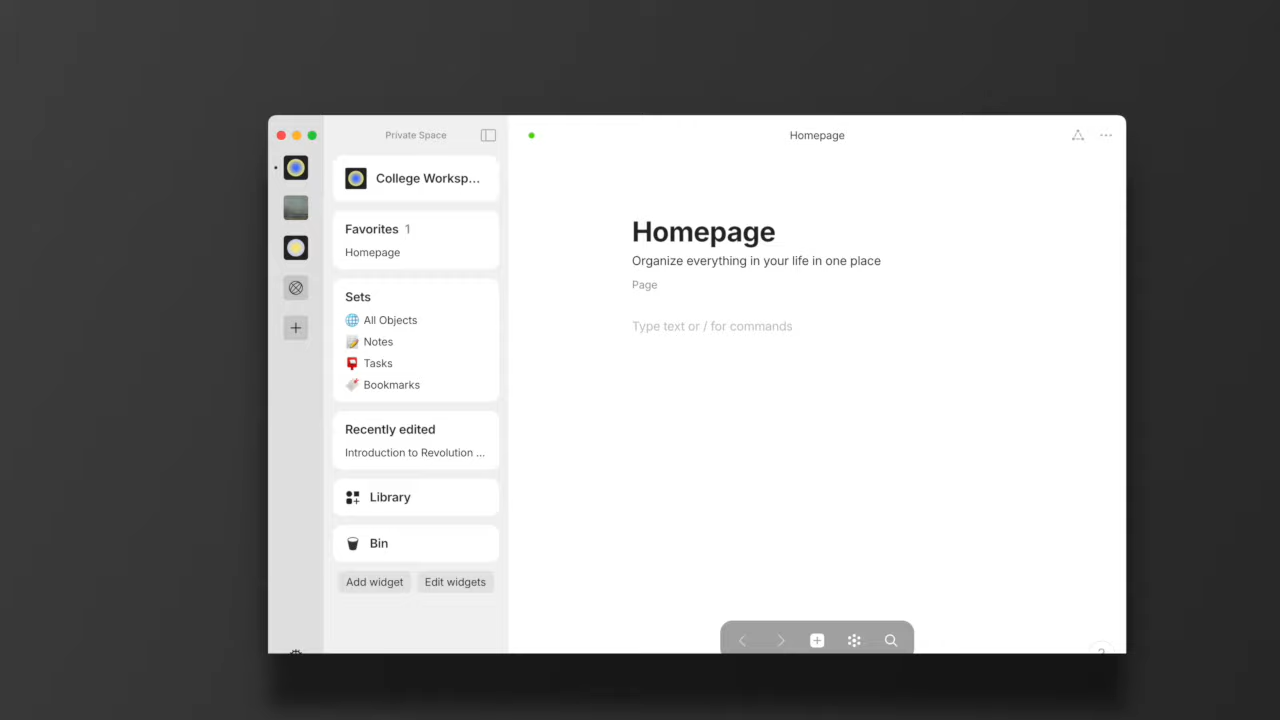 Private Space
Homepage
College Worksp...
Favorites 1
Homepage
Sets
All Objects
Notes
Tasks
Bookmarks
Recently edited
Introduction to Revolution ...
Library
Bin
Add widget
Edit widgets
Homepage
Organize everything in your life in one place
Page
Type text or / for commands
?